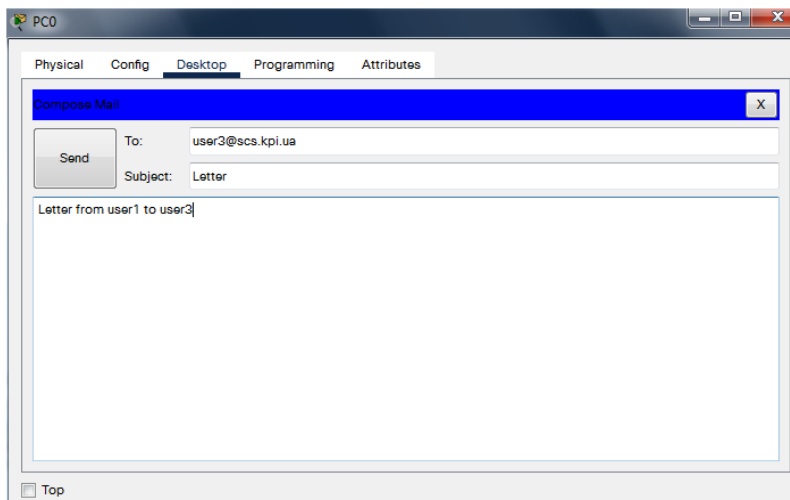 PC0
Physical Config Desktop Programming Attributes
Compose Mail
X
Send
To: user3@scs.kpi.ua
Subject: Letter
Letter from user1 to user3
Top